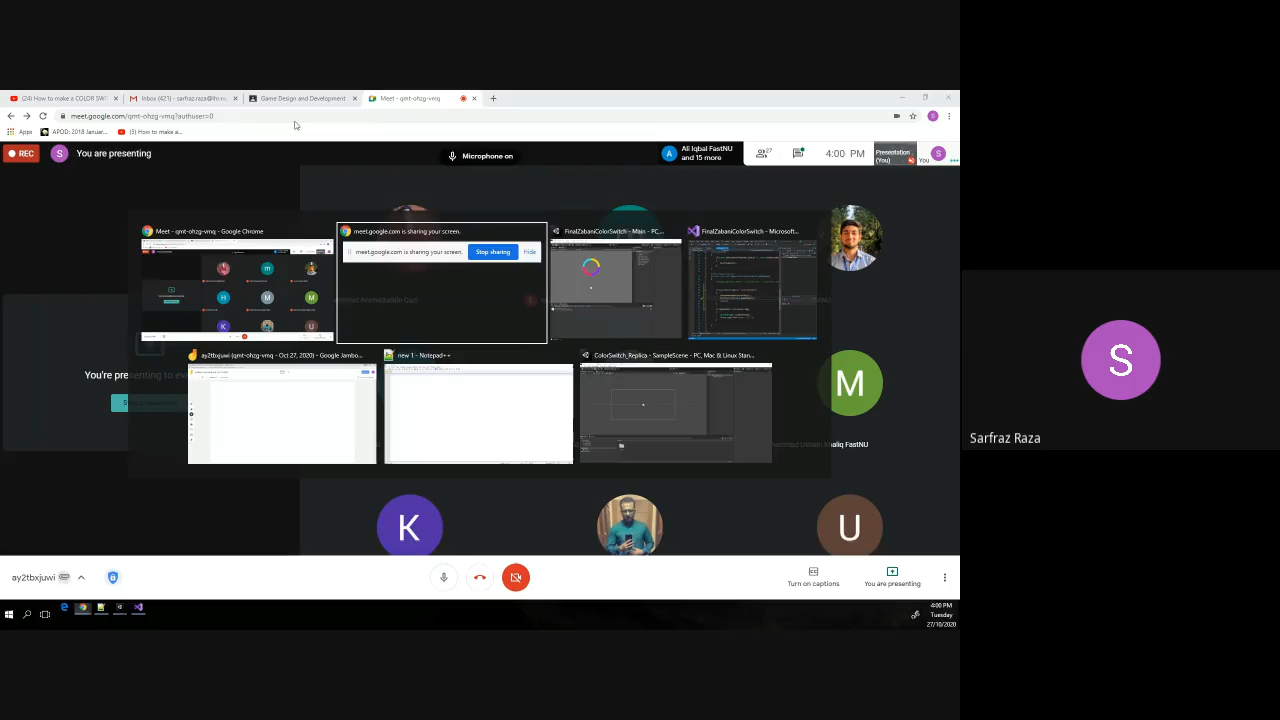 (24) How to make a COLOR SWI
Inbox (421) - sarfraz.raza@lhr.n
Game Design and Development
Meet - qmt-ohzg-vmq
meet.google.com/qmt-ohzg-vmq?authuser=0
Apps
APOD: 2018 Januar...
(5) How to make a...
REC
S
You are presenting
Microphone on
A
Ali Iqbal FastNU
and 15 more
27
4:00 PM
Presentation
(You)
You
S
Meet - qmt-ohzg-vmq - Google Chrome
meet.google.com is sharing your screen.
FinalZabaniColorSwitch - Main - PC,...
FinalZabaniColorSwitch - Microsoft...
meet.google.com is sharing your screen.
Stop sharing
Hide
ay2tbxjuwi (qmt-ohzg-vmq - Oct 27, 2020) - Google Jambo...
new 1 - Notepad++
ColorSwitch_Replica - SampleScene - PC, Mac & Linux Stan...
You're pre
M
Khaliq FastNU
S
Sarfraz Raza
K
U
ay2tbxjuwi
Turn on captions
You are presenting
4:00 PM
Tuesday
27/10/2020